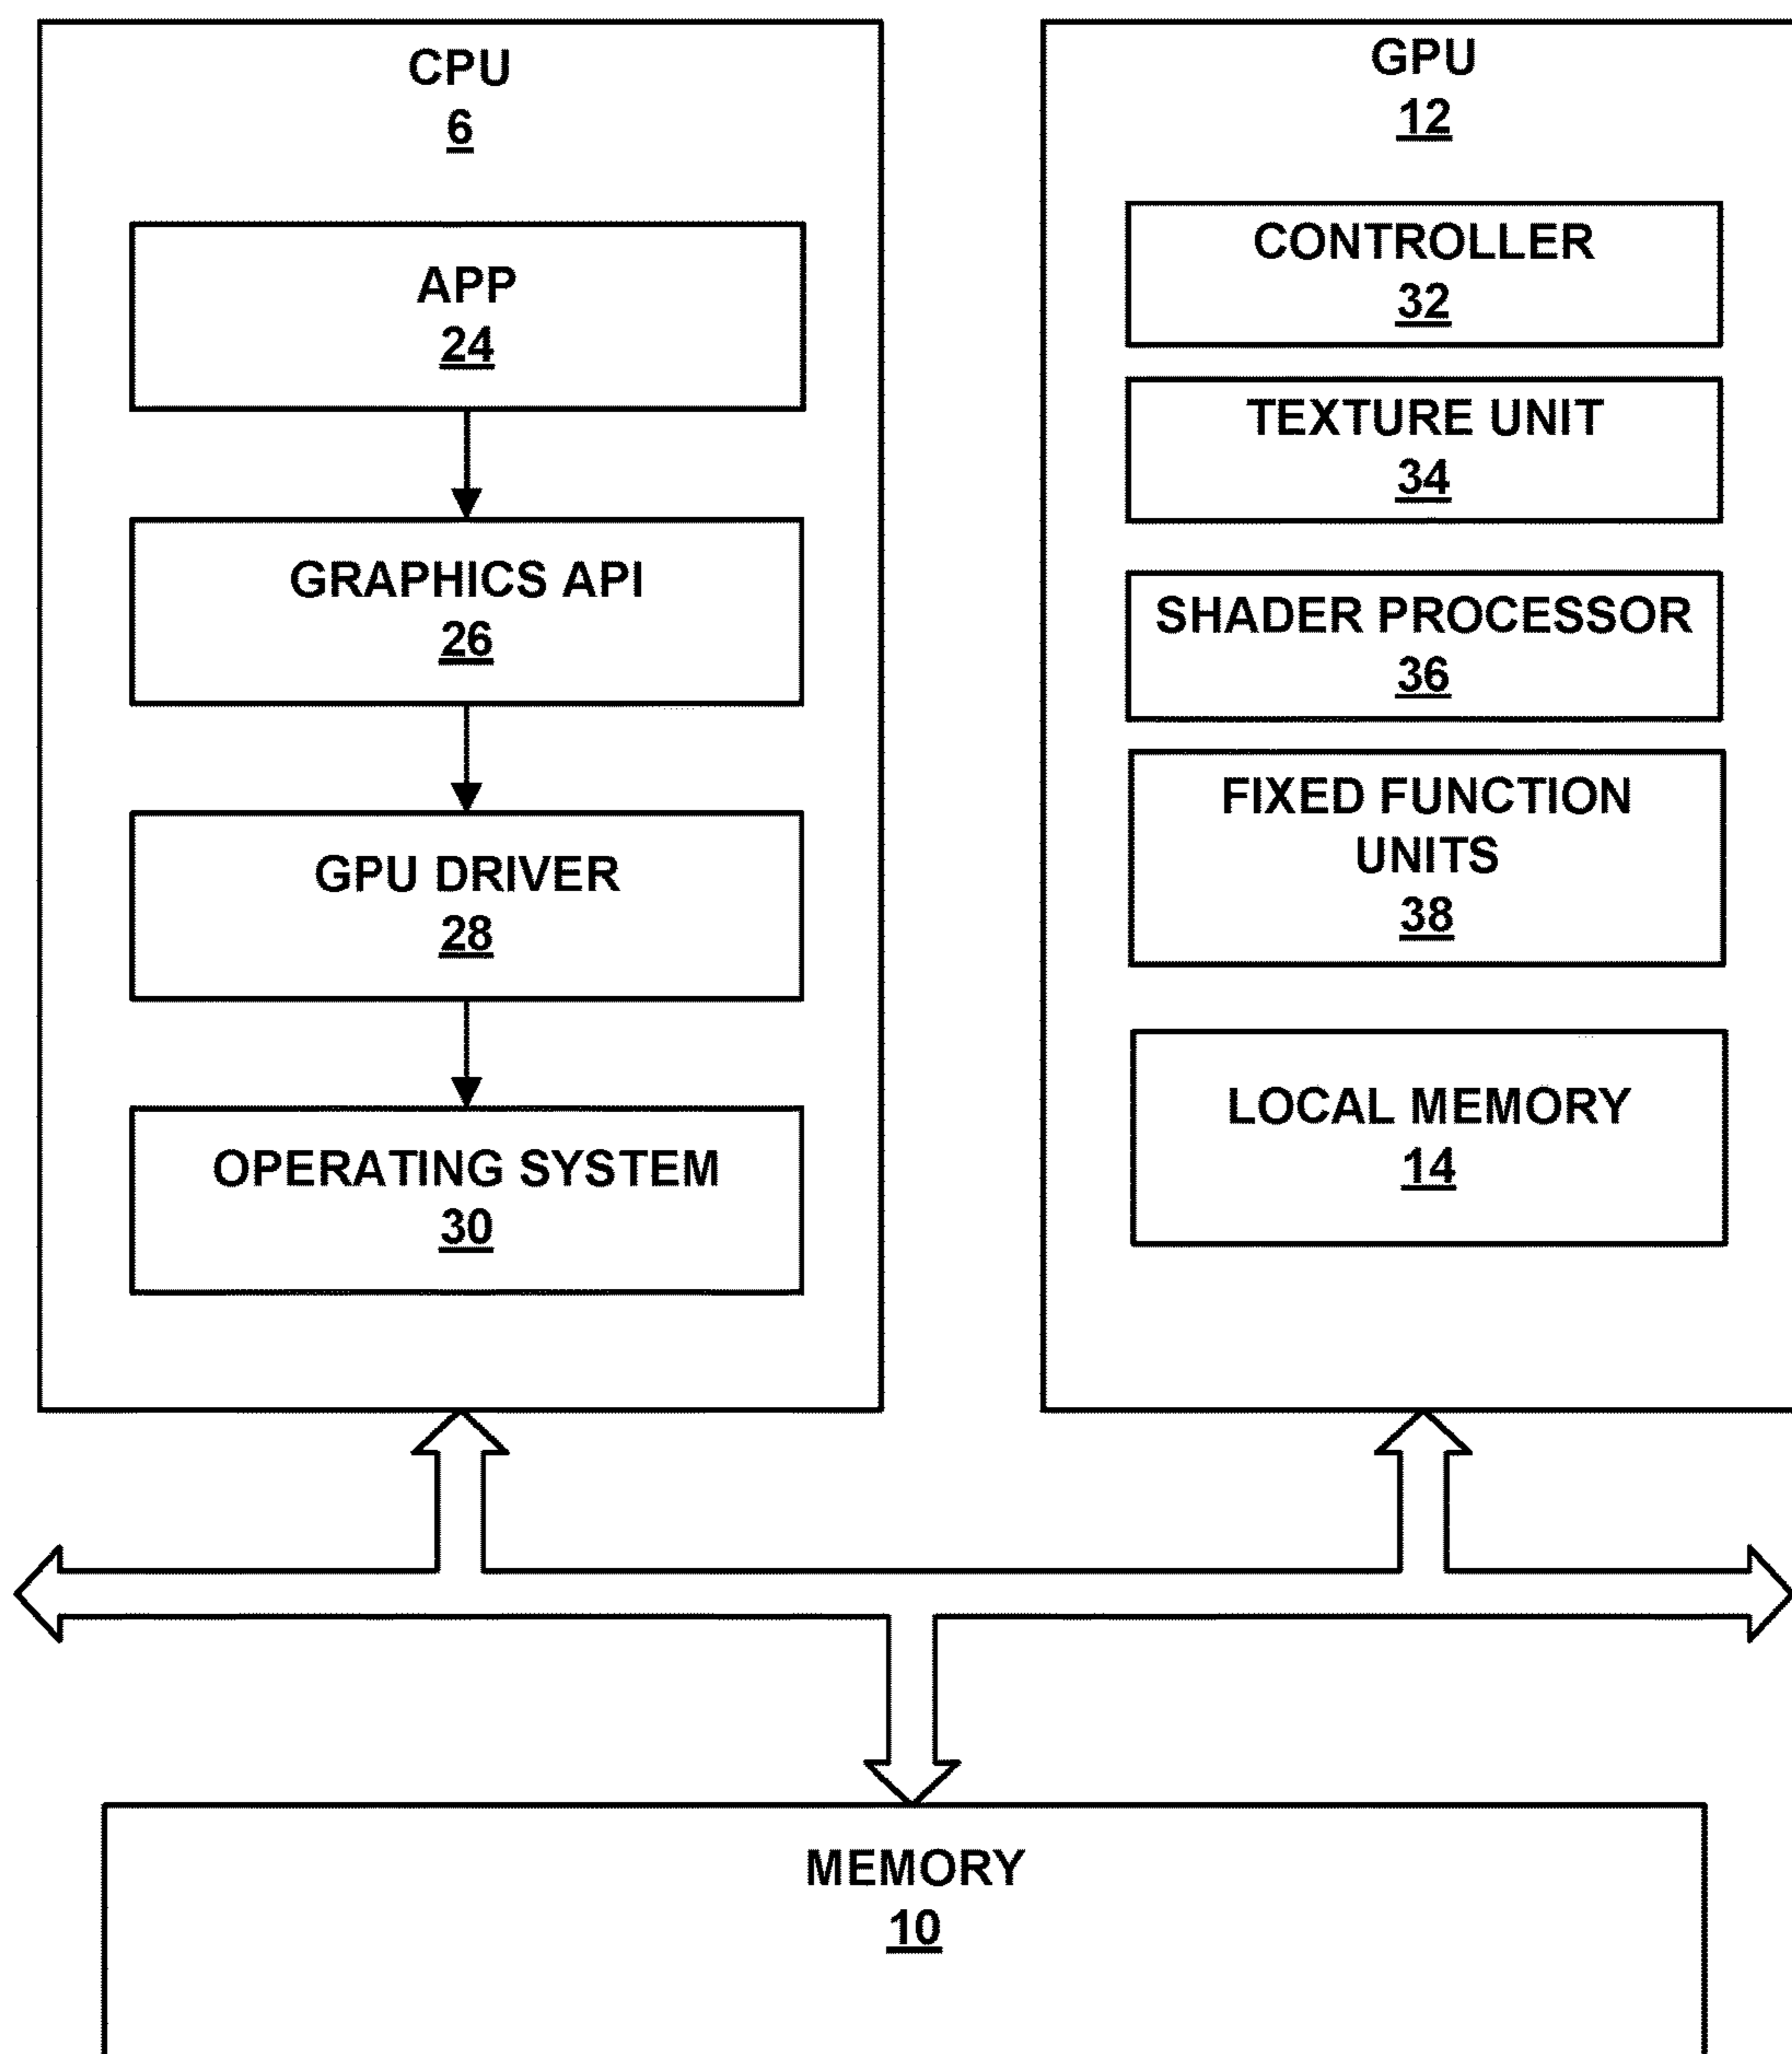 CPU
6
APP
24
GRAPHICS API
26
GPU DRIVER
28
OPERATING SYSTEM
30
GPU
12
CONTROLLER
32
TEXTURE UNIT
34
SHADER PROCESSOR
36
FIXED FUNCTION
UNITS
38
LOCAL MEMORY
14
MEMORY
10